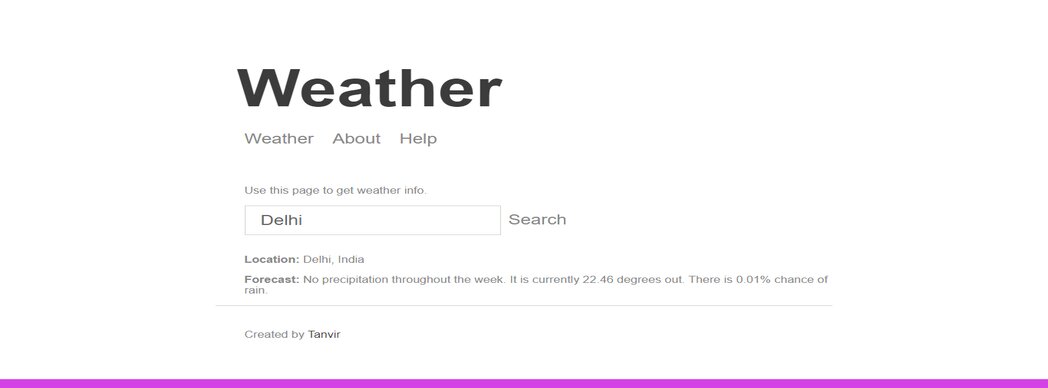 Weather
Weather About Help
Use this page to get weather info.
Delhi Search
Location: Delhi, India
Forecast: No precipitation throughout the week. It is currently 22.46 degrees out. There is 0.01% chance of
rain.
Created by Tanvir